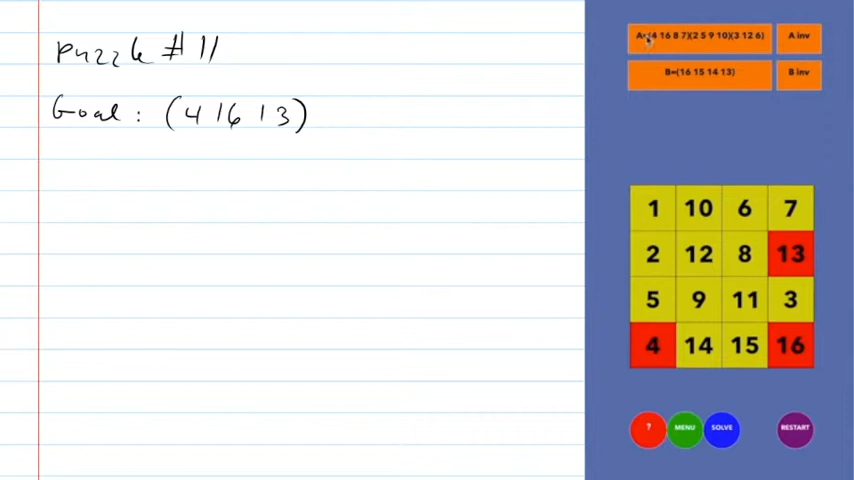 Puzzle # 11
Goal : (4 16 13)
A=(4 16 8 7)(2 5 9 10)(3 12 6)
A inv
B=(16 15 14 13)
B inv
1 10 6 7
2 12 8 13
5 9 11 3
4 14 15 16
?
MENU
SOLVE
RESTART